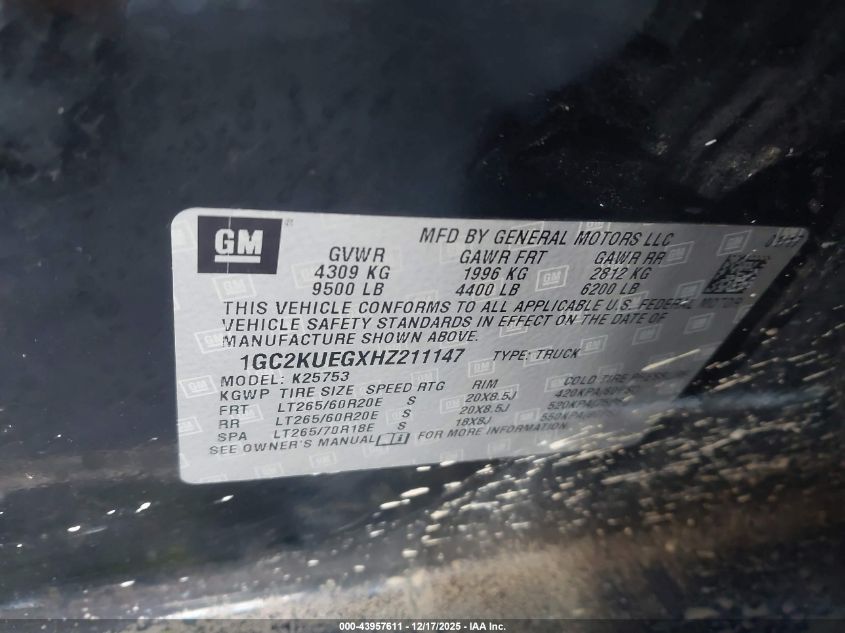 GM
MFD BY GENERAL MOTORS LLC
GVWR GAWR FRT GAWR RR
4309 KG 1996 KG 2812 KG
9500 LB 4400 LB 6200 LB
THIS VEHICLE CONFORMS TO ALL APPLICABLE U.S. FEDERAL MOTOR
VEHICLE SAFETY STANDARDS IN EFFECT ON THE DATE OF
MANUFACTURE SHOWN ABOVE.
1GC2KUEGXHZ211147 TYPE: TRUCK
MODEL: K25753
KGWP TIRE SIZE SPEED RTG RIM COLD TIRE PRESSURE
FRT LT265/60R20E S 20X8.5J 420KPA/
RR LT265/60R20E S 20X8.5J 520KPA/
SPA LT265/70R18E S 18X8J 550KPA/
SEE OWNER'S MANUAL FOR MORE INFORMATION
000-43957611 - 12/17/2025 - IAA Inc.